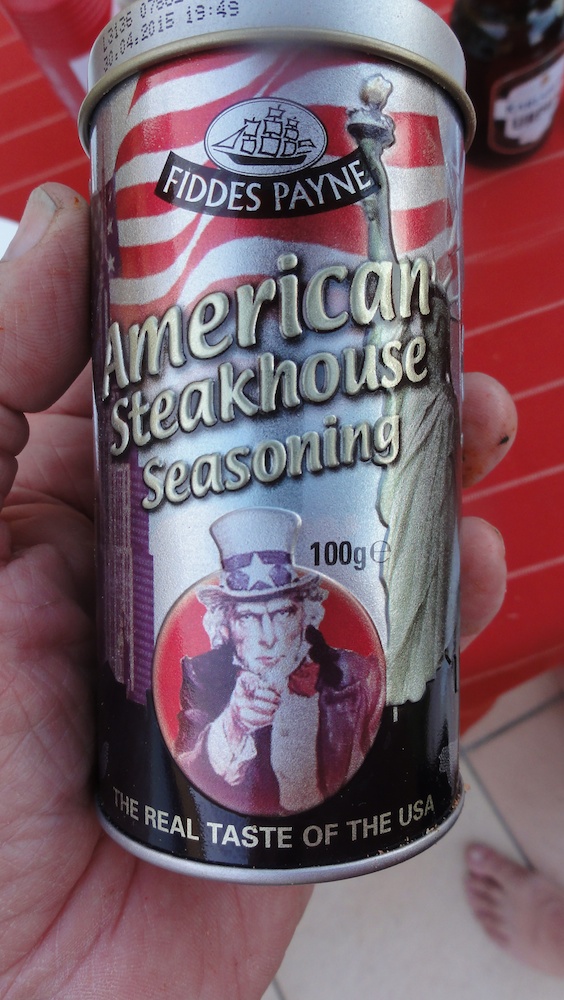 30.04.2015 19:49
FIDDES PAYNE
American
Steakhouse
Seasoning
100g℮
THE REAL TASTE OF THE USA